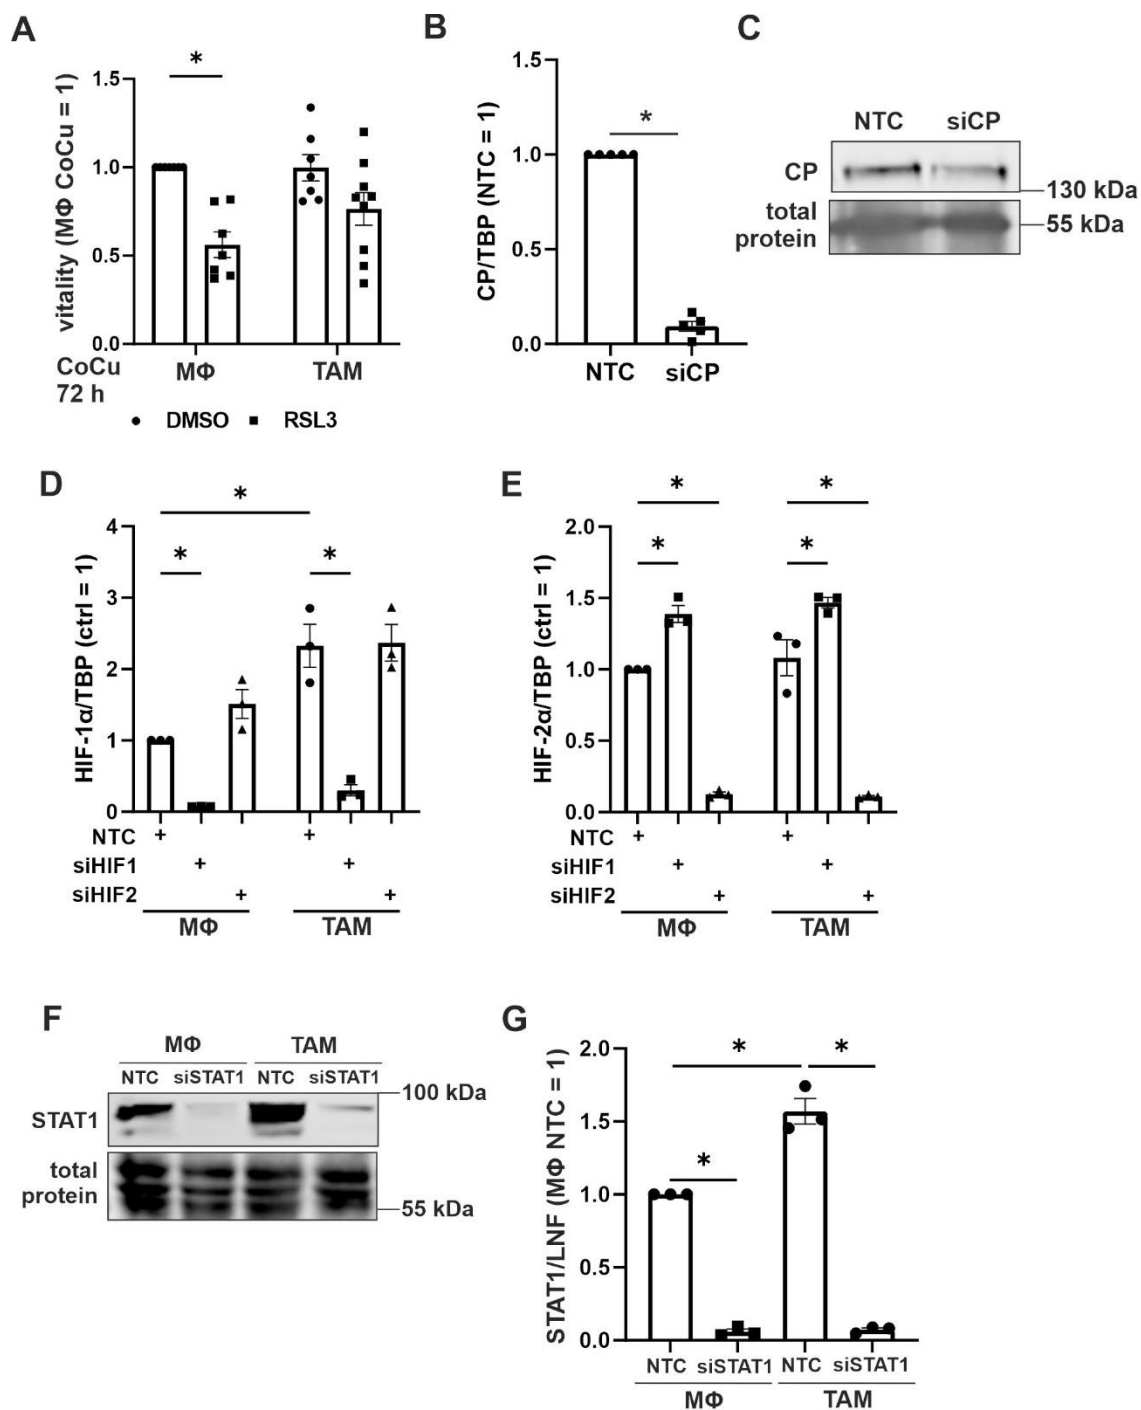 A
vitality (MΦ CoCu = 1)
1.5
1.0
0.5
0.0
*
CoCu
72 h
MΦ TAM
● DMSO ■ RSL3
B
CP/TBP (NTC = 1)
1.5
1.0
0.5
0.0
*
NTC siCP
C
NTC siCP
CP
130 kDa
total
protein
55 kDa
D
HIF-1α/TBP (ctrl = 1)
4
3
2
1
0
*
* *
NTC + +
siHIF1 + +
siHIF2 + +
MΦ TAM
E
HIF-2α/TBP (ctrl = 1)
2.0
1.5
1.0
0.5
0.0
* *
* *
NTC + +
siHIF1 + +
siHIF2 + +
MΦ TAM
F
MΦ TAM
NTC siSTAT1 NTC siSTAT1
100 kDa
STAT1
total
protein
55 kDa
G
STAT1/LNF (MΦ NTC = 1)
2.0
1.5
1.0
0.5
0.0
* *
*
NTC siSTAT1 NTC siSTAT1
MΦ TAM